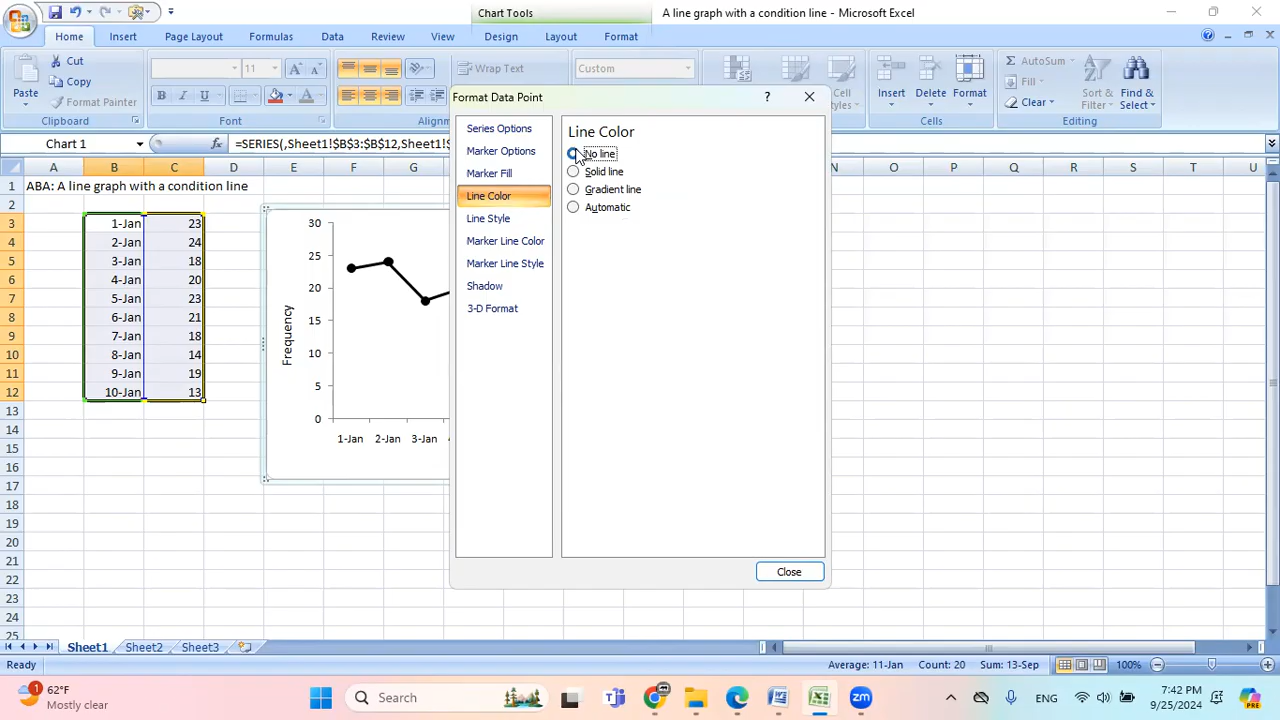 Chart Tools
A line graph with a condition line - Microsoft Excel
Home Insert Page Layout Formulas Data Review View Design Layout Format
Paste
Cut
Copy
Format Painter
Clipboard
11
B I U
Font
Wrap Text
Alignm
Custom
Styles
Insert Delete Format
Cells
AutoSum
Fill
Clear
Sort & Filter
Find & Select
Chart 1
=SERIES(,Sheet1!$B$3:$B$12,Sheet1!$
Format Data Point
?
Series Options
Marker Options
Marker Fill
Line Color
Line Style
Marker Line Color
Marker Line Style
Shadow
3-D Format
Line Color
No line
Solid line
Gradient line
Automatic
Close
A B C D E F G N O P Q R S T U
1 ABA: A line graph with a condition line
2
3 1-Jan 23
4 2-Jan 24
5 3-Jan 18
6 4-Jan 20
7 5-Jan 23
8 6-Jan 21
9 7-Jan 18
10 8-Jan 14
11 9-Jan 19
12 10-Jan 13
13
14
15
16
17
18
19
20
21
22
23
24
25
30
25
20
15
10
5
0
Frequency
1-Jan 2-Jan 3-Jan
Sheet1 Sheet2 Sheet3
Ready
Average: 11-Jan Count: 20 Sum: 13-Sep 100%
1
62°F
Mostly clear
Search
ENG
7:42 PM
9/25/2024